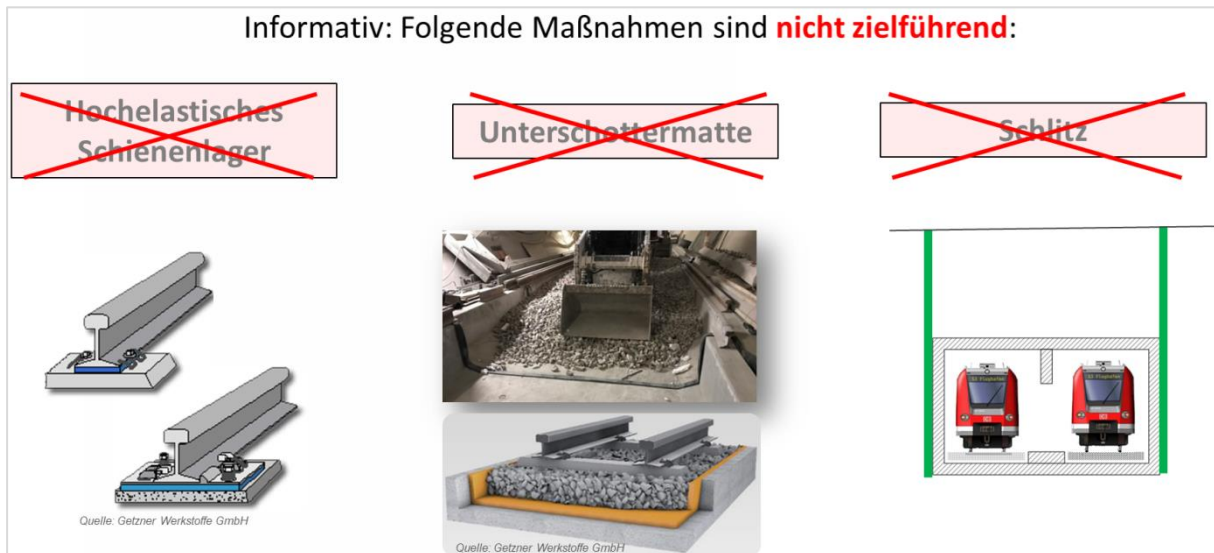 Informativ: Folgende Maßnahmen sind nicht zielführend:
Hochelastisches
Schienenlager
Unterschottermatte
Schlitz
Quelle: Getzner Werkstoffe GmbH
Quelle: Getzner Werkstoffe GmbH